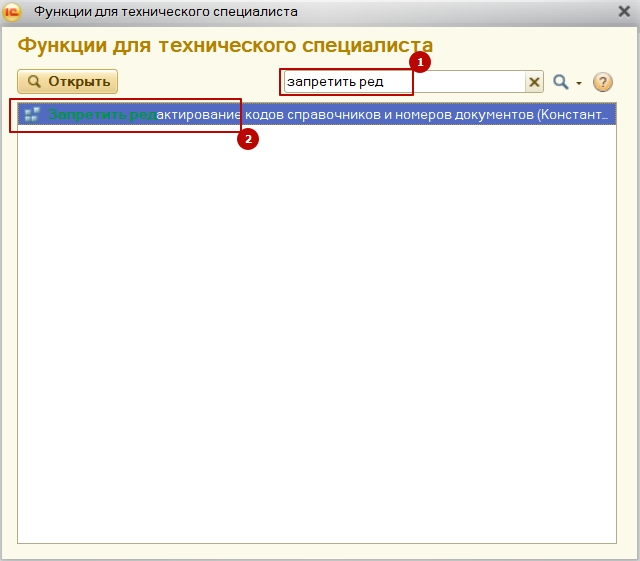 1С Функции для технического специалиста
Функции для технического специалиста
1
Открыть
запретить ред
?
Запретить редактирование кодов справочников и номеров документов (Констант...
2